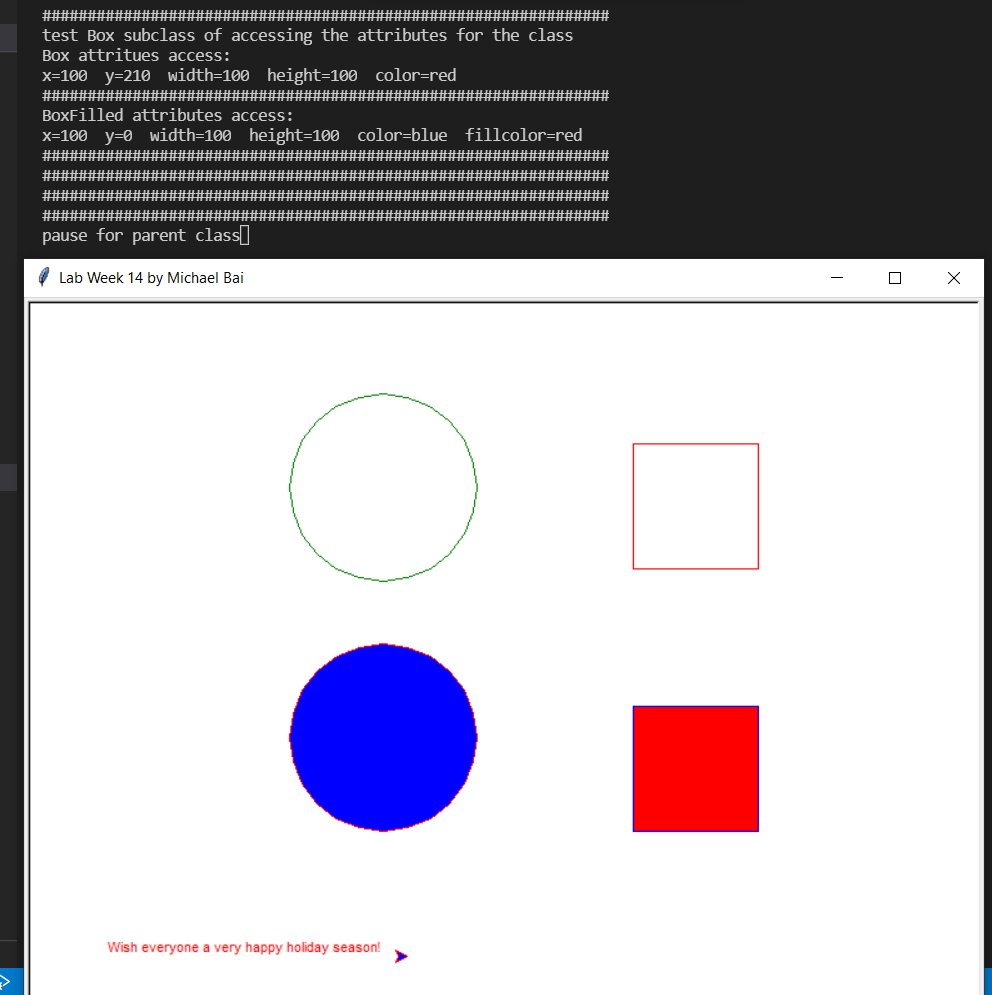 ###############################################################
test Box subclass of accessing the attributes for the class
Box attritues access:
x=100  y=210  width=100  height=100  color=red
###############################################################
BoxFilled attributes access:
x=100  y=0  width=100  height=100  color=blue  fillcolor=red
###############################################################
###############################################################
###############################################################
###############################################################
pause for parent class
Lab Week 14 by Michael Bai
Wish everyone a very happy holiday season!